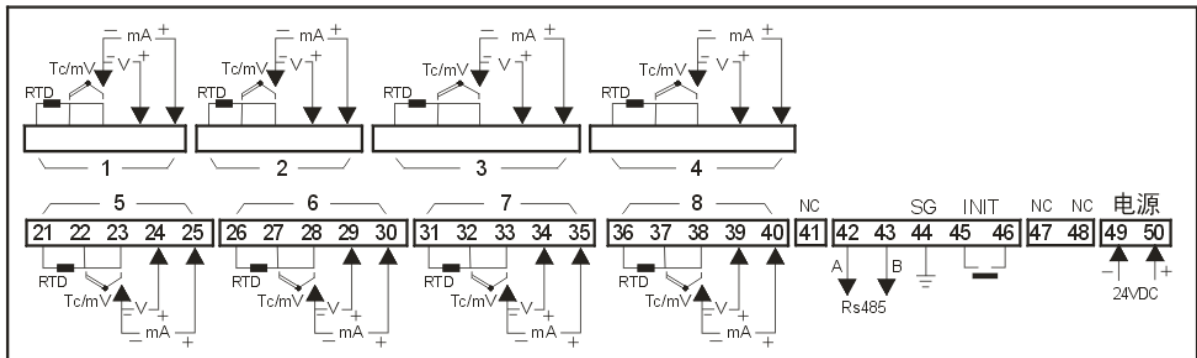 − mA + − mA + − mA + − mA +
Tc/mV − V + Tc/mV − V + Tc/mV − V + Tc/mV − V +
RTD RTD RTD RTD
1 2 3 4
5 6 7 8 NC SG INIT NC NC 电源
21 22 23 24 25 26 27 28 29 30 31 32 33 34 35 36 37 38 39 40 41 42 43 44 45 46 47 48 49 50
RTD RTD RTD RTD A B − +
Tc/mV − V + Tc/mV − V + Tc/mV − V + Tc/mV − V + Rs485 24VDC
− mA + − mA + − mA + − mA +